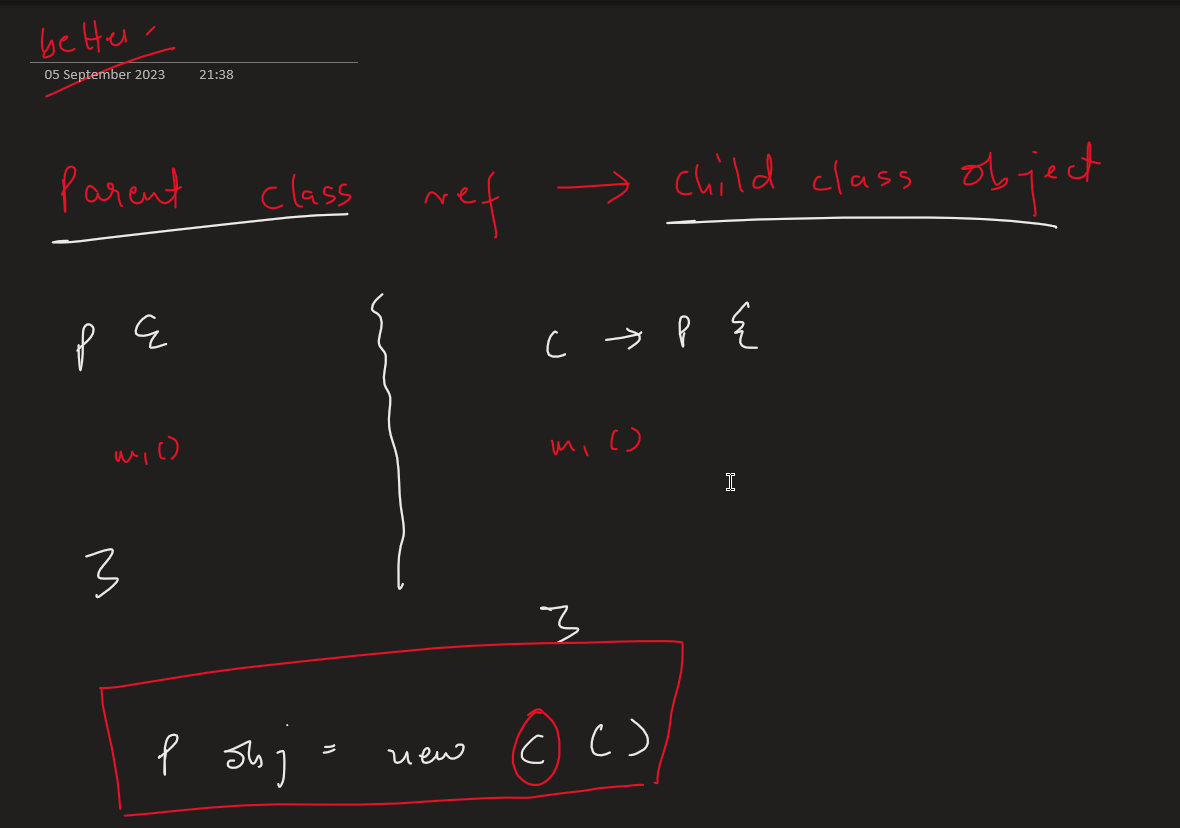 better
05 September 2023 21:38
Parent class ref → child class object
P {
C → P {
m1()
m1()
}
}
P obj = new C ()